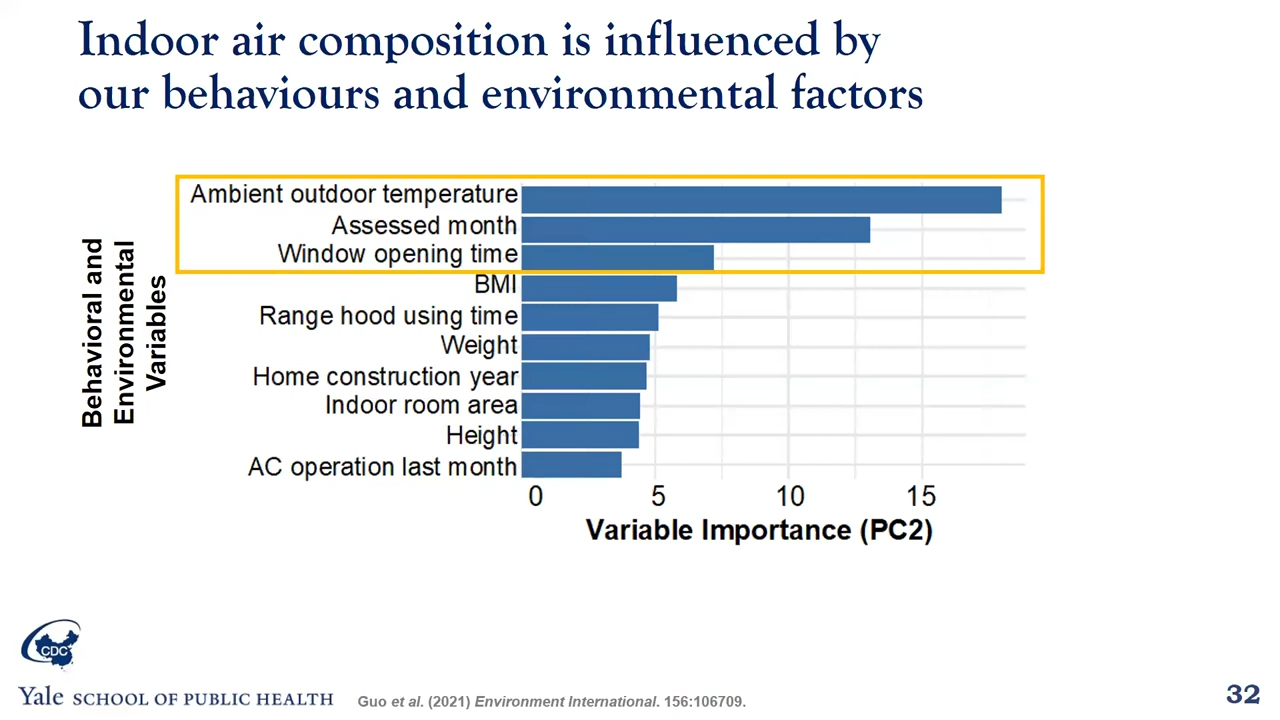 Indoor air composition is influenced by
our behaviours and environmental factors
Behavioral and
Environmental
Variables
Ambient outdoor temperature
Assessed month
Window opening time
BMI
Range hood using time
Weight
Home construction year
Indoor room area
Height
AC operation last month
0 5 10 15
Variable Importance (PC2)
CDC
Yale SCHOOL OF PUBLIC HEALTH
Guo et al. (2021) Environment International. 156:106709.
32